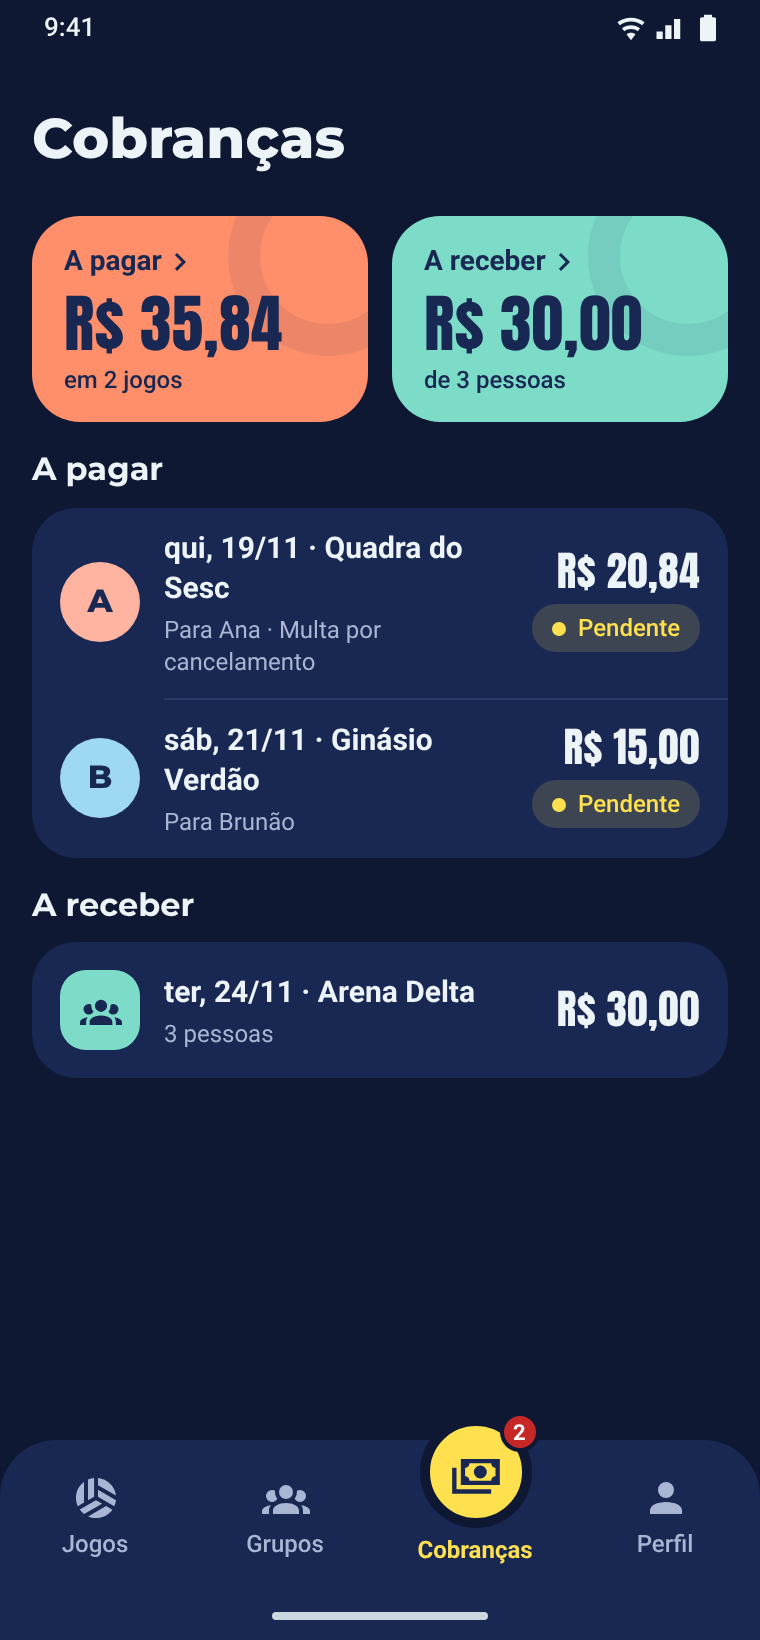 9:41
Cobranças
A pagar
R$ 35,84
em 2 jogos
A receber
R$ 30,00
de 3 pessoas
A pagar
A
qui, 19/11 · Quadra do
Sesc
Para Ana · Multa por
cancelamento
R$ 20,84
Pendente
B
sáb, 21/11 · Ginásio
Verdão
Para Brunão
R$ 15,00
Pendente
A receber
ter, 24/11 · Arena Delta
3 pessoas
R$ 30,00
Jogos
Grupos
2
Cobranças
Perfil